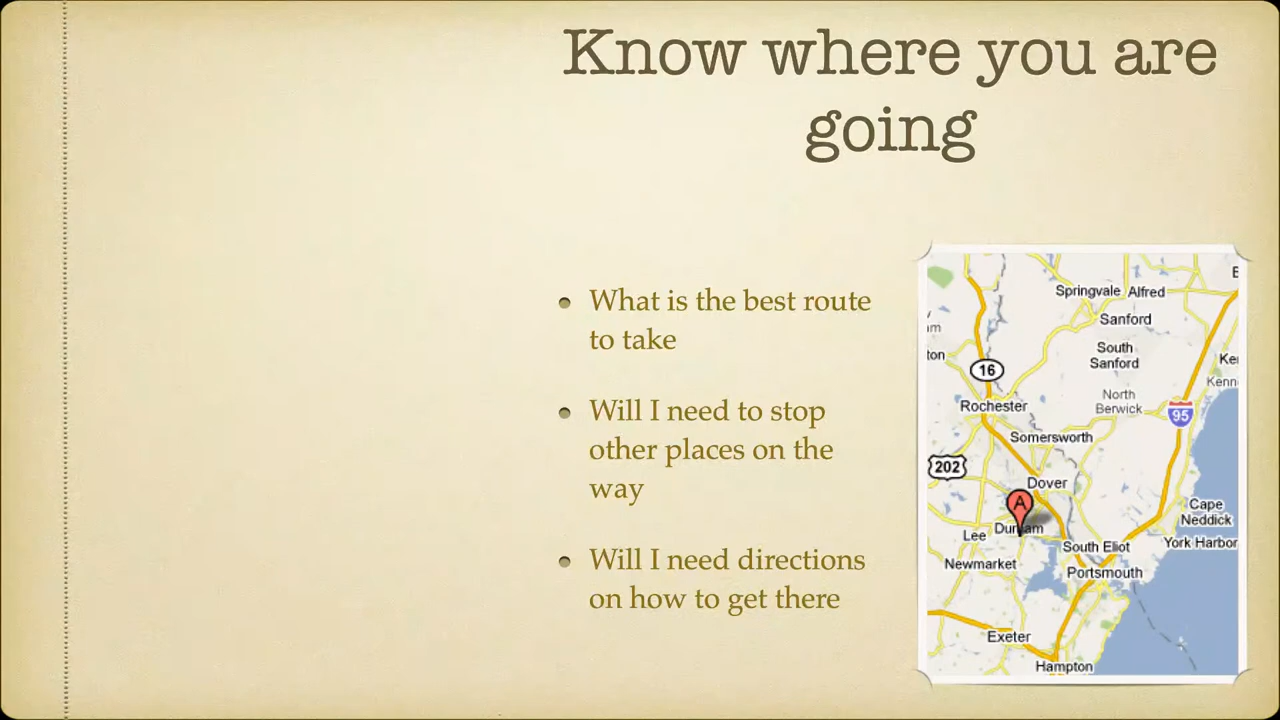 Know where you are
going
What is the best route
to take
Will I need to stop
other places on the
way
Will I need directions
on how to get there
Springvale Alfred
Sanford
South
Sanford
16
North
Berwick
95
Rochester
Somersworth
202
Dover
A
Durham
Cape
Neddick
Lee
South Eliot
York Harbor
Newmarket
Portsmouth
Exeter
Hampton